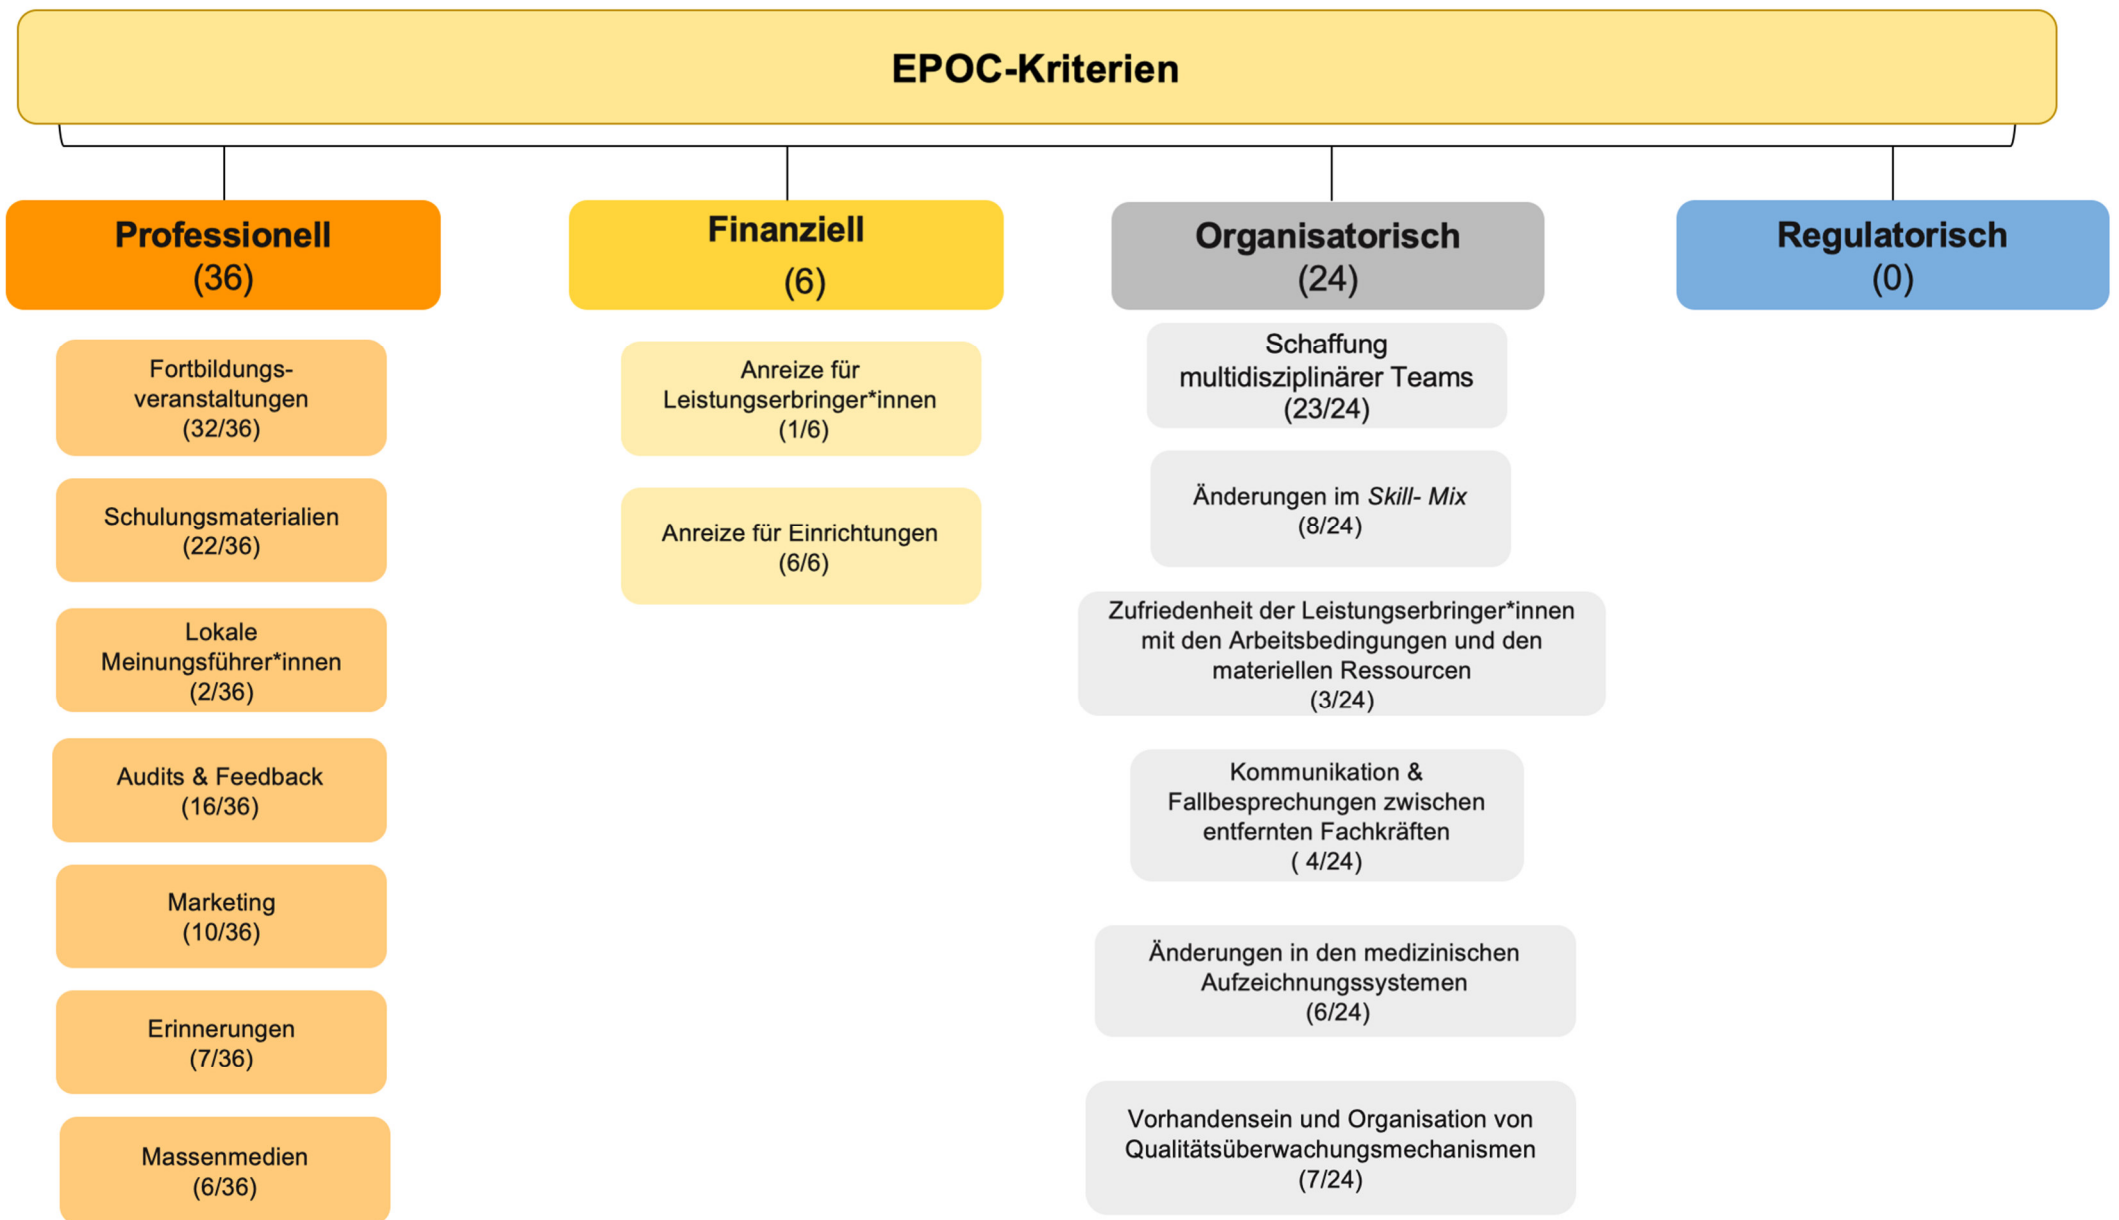 EPOC-Kriterien
Professionell
(36)
Fortbildungs-
veranstaltungen
(32/36)
Schulungsmaterialien
(22/36)
Lokale
Meinungsführer*innen
(2/36)
Audits & Feedback
(16/36)
Marketing
(10/36)
Erinnerungen
(7/36)
Massenmedien
(6/36)
Finanziell
(6)
Anreize für
Leistungserbringer*innen
(1/6)
Anreize für Einrichtungen
(6/6)
Organisatorisch
(24)
Schaffung
multidisziplinärer Teams
(23/24)
Änderungen im Skill- Mix
(8/24)
Zufriedenheit der Leistungserbringer*innen
mit den Arbeitsbedingungen und den
materiellen Ressourcen
(3/24)
Kommunikation &
Fallbesprechungen zwischen
entfernten Fachkräften
( 4/24)
Änderungen in den medizinischen
Aufzeichnungssystemen
(6/24)
Vorhandensein und Organisation von
Qualitätsüberwachungsmechanismen
(7/24)
Regulatorisch
(0)